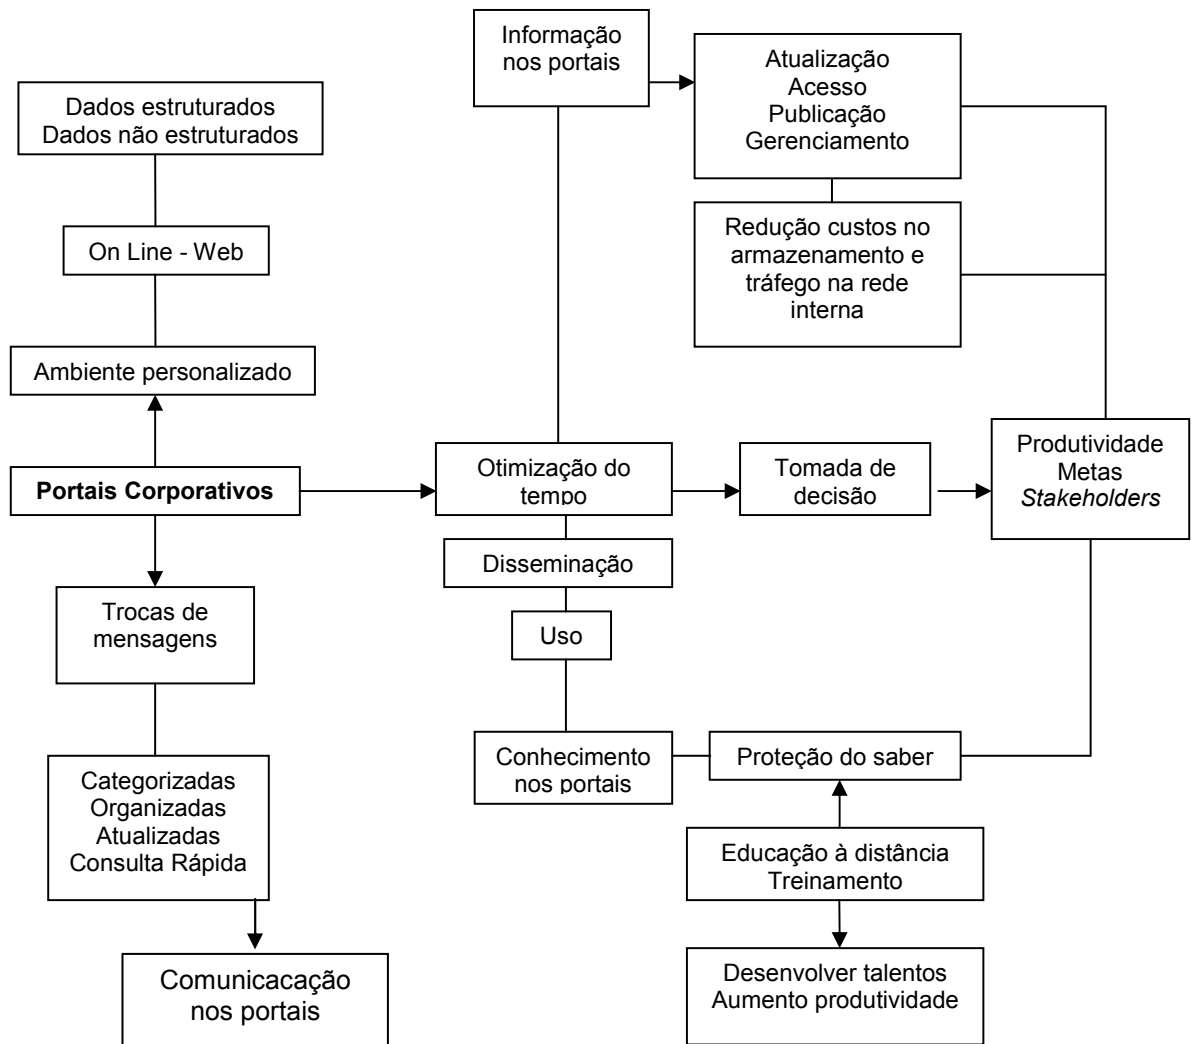 Informação
nos portais
Atualização
Acesso
Publicação
Gerenciamento
Dados estruturados
Dados não estruturados
On Line - Web
Redução custos no
armazenamento e
tráfego na rede
interna
Ambiente personalizado
Portais Corporativos
Otimização do
tempo
Tomada de
decisão
Produtividade
Metas
Stakeholders
Disseminação
Trocas de
mensagens
Uso
Conhecimento
nos portais
Proteção do saber
Categorizadas
Organizadas
Atualizadas
Consulta Rápida
Educação à distância
Treinamento
Comunicacação
nos portais
Desenvolver talentos
Aumento produtividade